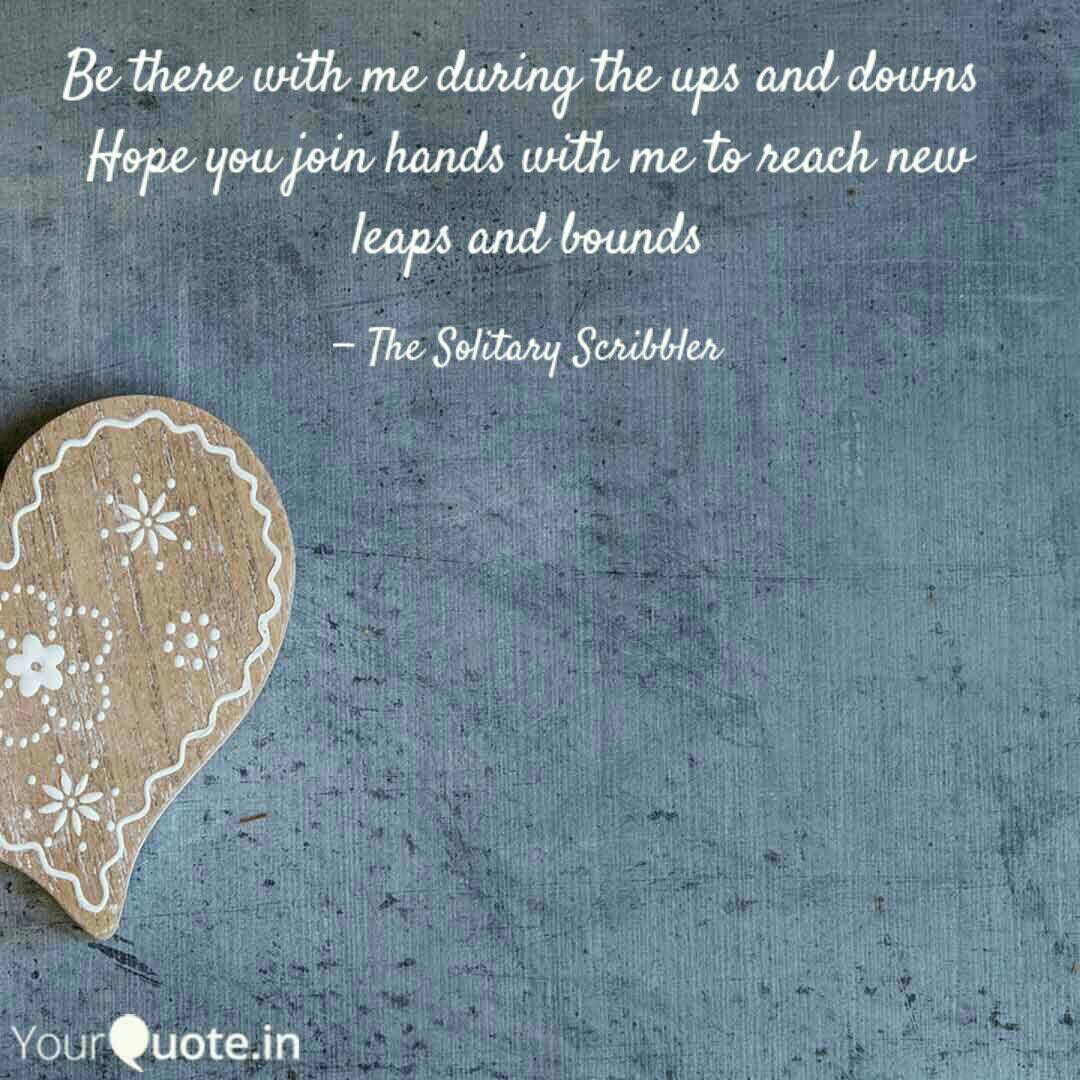 Be there with me during the ups and downs
Hope you join hands with me to reach new
leaps and bounds
– The Solitary Scribbler
YourQuote.in